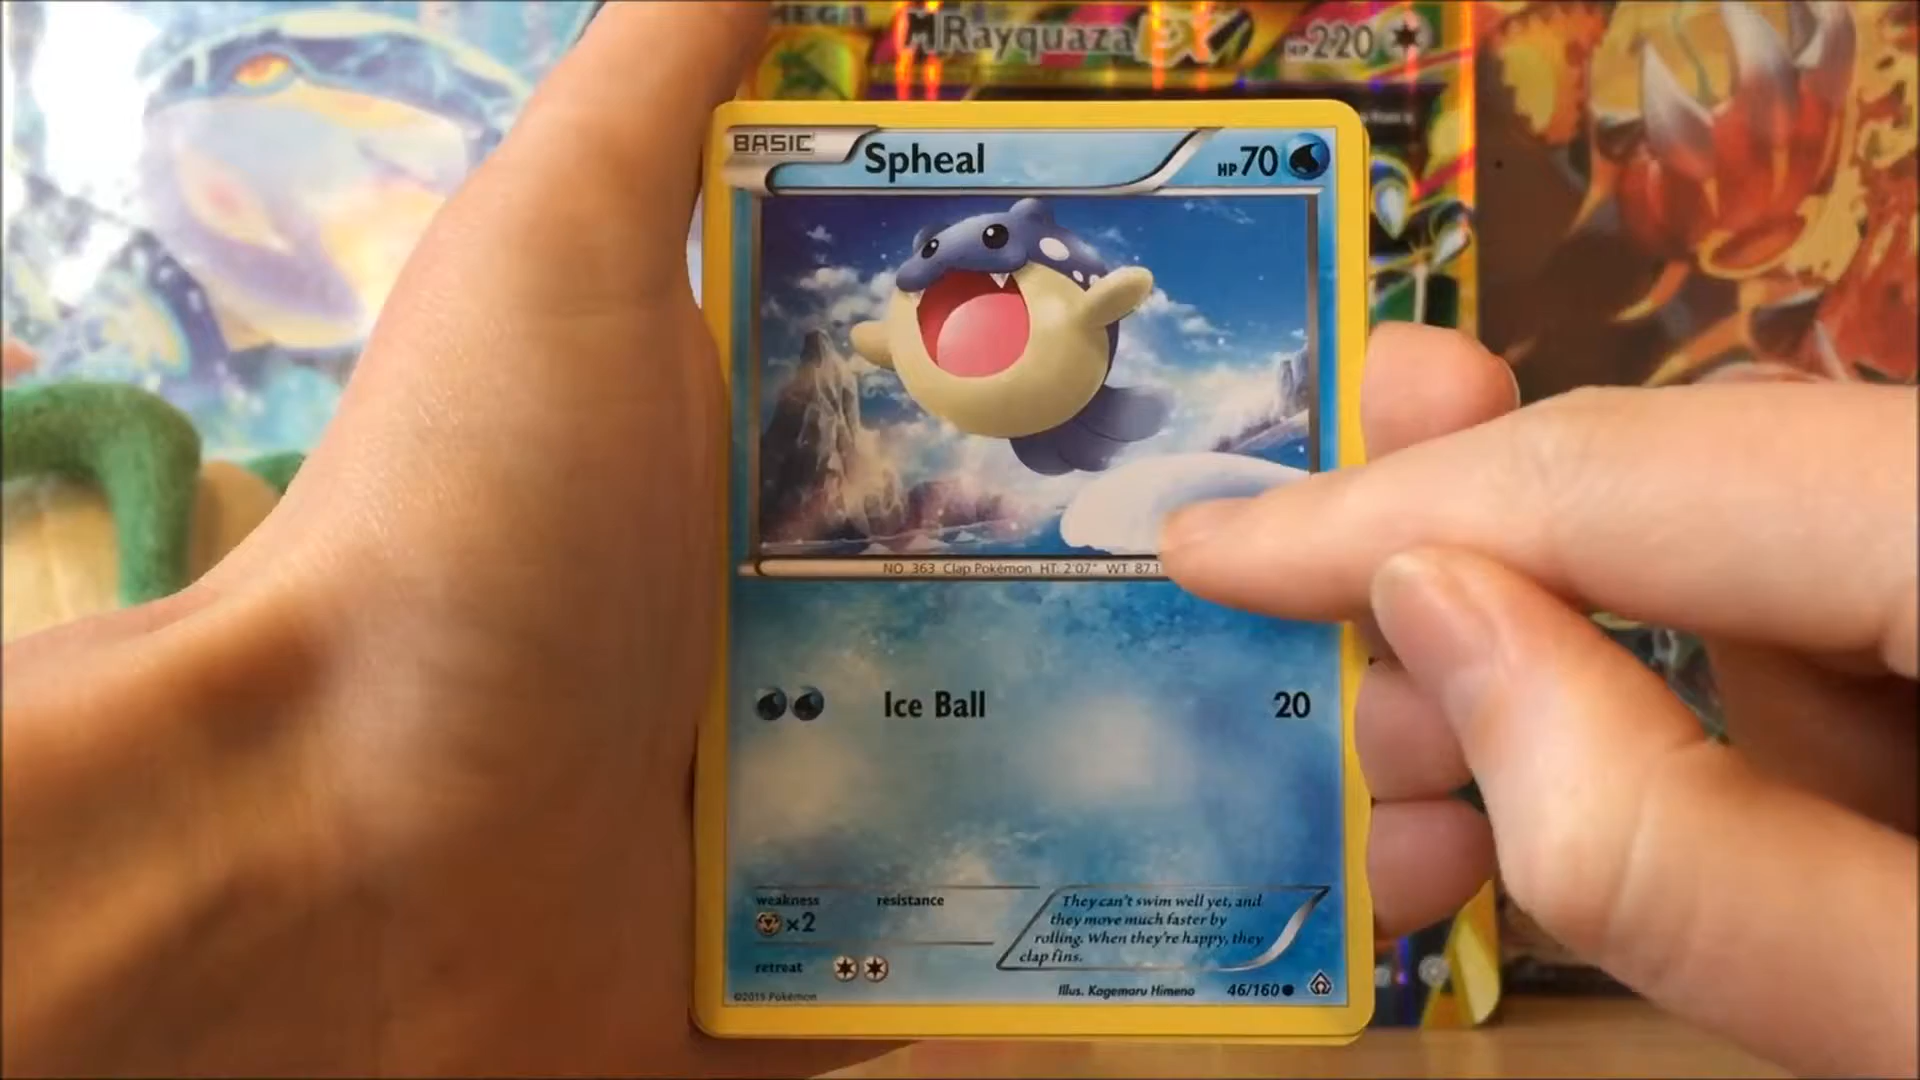 MEGA
M Rayquaza EX HP220
BASIC
Spheal
HP70
NO. 363 Clap Pokémon HT: 2'07" WT: 87.1
Ice Ball 20
weakness resistance
×2
They can't swim well yet, and
they move much faster by
rolling. When they're happy, they
clap fins.
retreat
©2015 Pokémon
Illus. Kagemaru Himeno
46/160